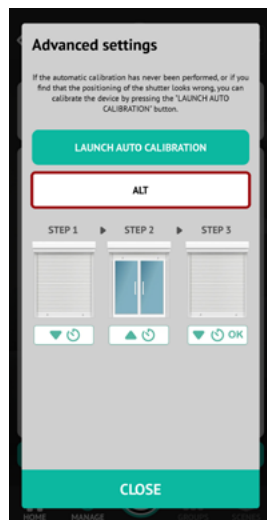 Advanced settings
If the automatic calibration has never been performed, or if you
find that the positioning of the shutter looks wrong, you can
calibrate the device by pressing the "LAUNCH AUTO
CALIBRATION" button.
LAUNCH AUTO CALIBRATION
ALT
STEP 1 STEP 2 STEP 3
OK
CLOSE
HOME MANAGE GROUPS SCENES